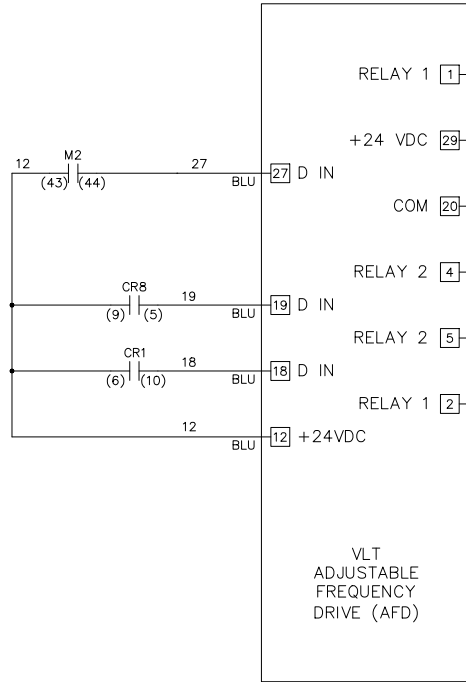 RELAY 1 1
+24 VDC 29
12 M2 27
(43) (44) BLU 27 D IN
COM 20
RELAY 2 4
CR8 19
(9) (5) BLU 19 D IN
RELAY 2 5
CR1 18
(6) (10) BLU 18 D IN
RELAY 1 2
12
BLU 12 +24VDC
VLT
ADJUSTABLE
FREQUENCY
DRIVE (AFD)